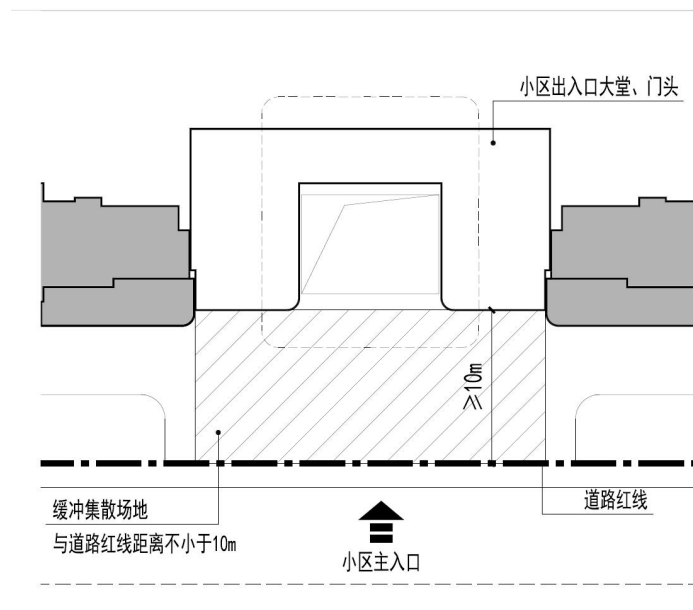 小区出入口大堂、门头
≥10m
缓冲集散场地
与道路红线距离不小于10m
道路红线
小区主入口